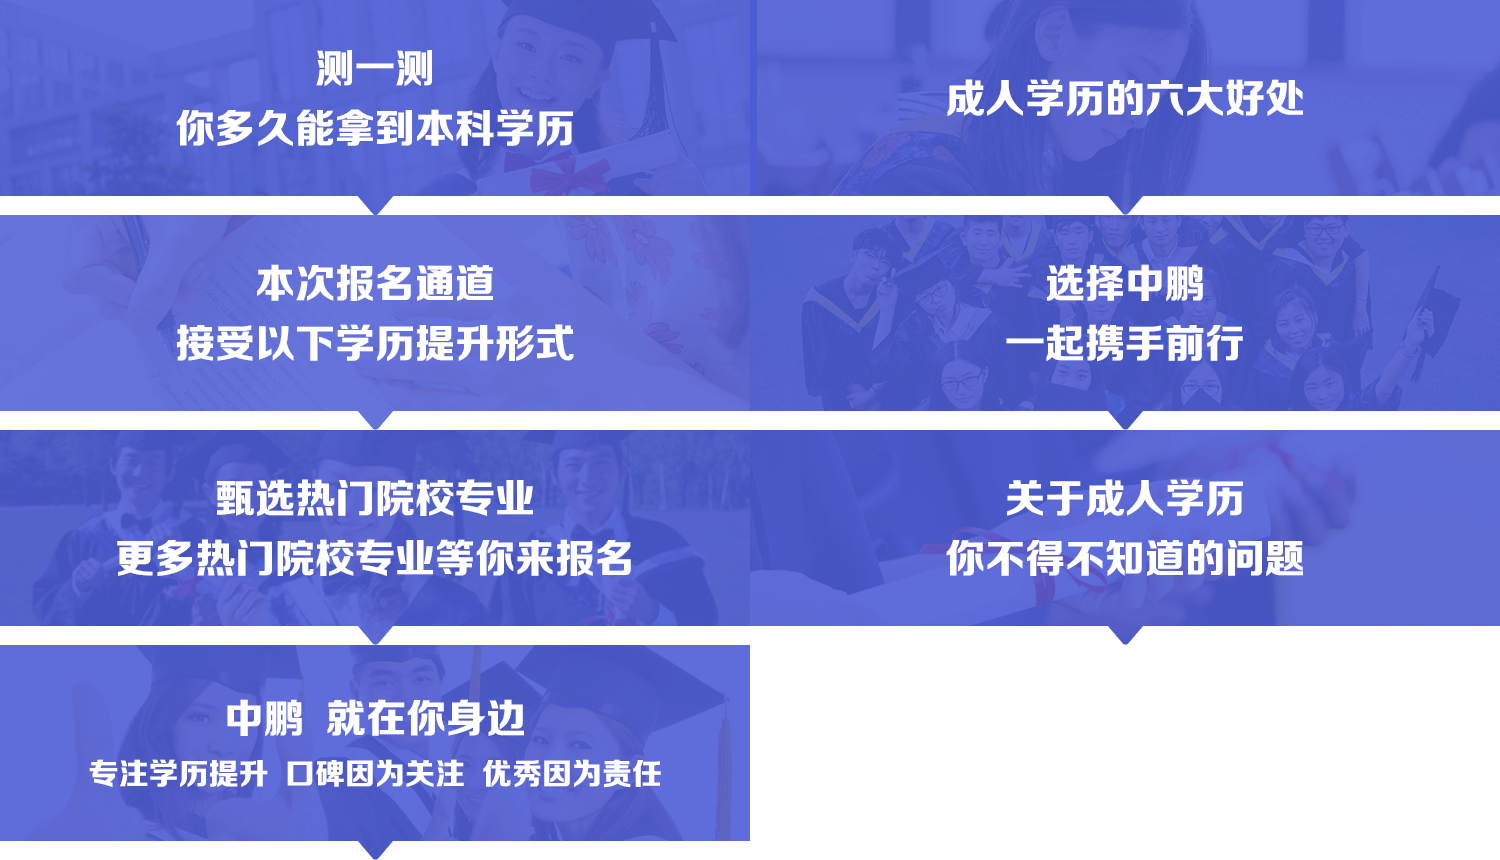 测一测
你多久能拿到本科学历
成人学历的六大好处
本次报名通道
接受以下学历提升形式
选择中鹏
一起携手前行
甄选热门院校专业
更多热门院校专业等你来报名
关于成人学历
你不得不知道的问题
中鹏 就在你身边
专注学历提升 口碑因为关注 优秀因为责任